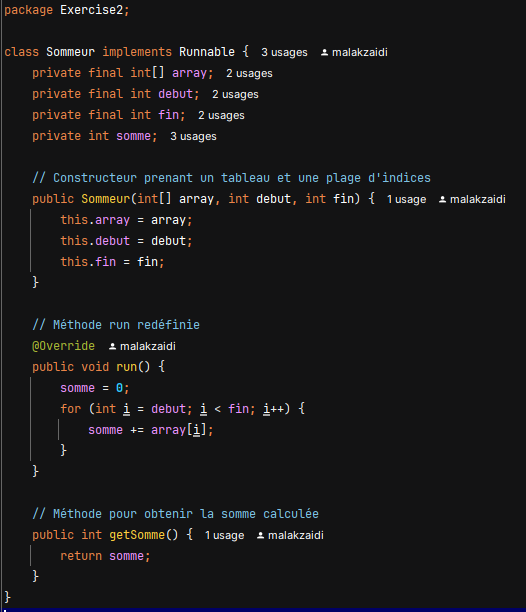 package Exercise2;
class Sommeur implements Runnable { 3 usages malakzaidi
private final int[] array; 2 usages
private final int debut; 2 usages
private final int fin; 2 usages
private int somme; 3 usages
// Constructeur prenant un tableau et une plage d'indices
public Sommeur(int[] array, int debut, int fin) { 1 usage malakzaidi
this.array = array;
this.debut = debut;
this.fin = fin;
}
// Méthode run redéfinie
@Override malakzaidi
public void run() {
somme = 0;
for (int i = debut; i < fin; i++) {
somme += array[i];
}
}
// Méthode pour obtenir la somme calculée
public int getSomme() { 1 usage malakzaidi
return somme;
}
}